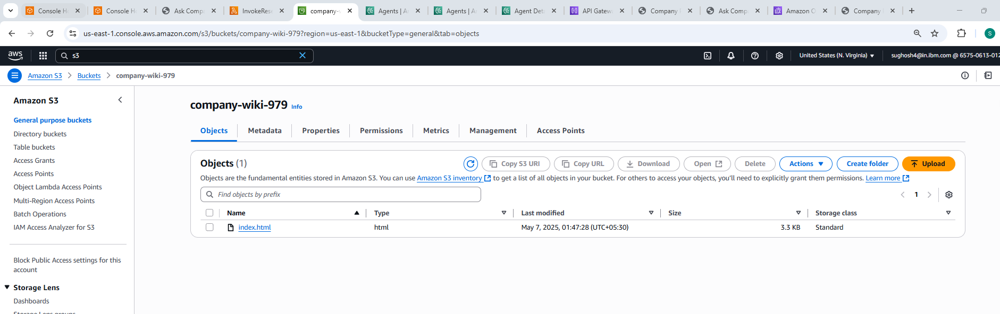 Console Ho
Console Ho
Ask Compa
InvokeRese
company-w
Agents | A
Agents | A
Agent Deta
API Gatew
Company
Ask Comp
Amazon O
Company
us-east-1.console.aws.amazon.com/s3/buckets/company-wiki-979?region=us-east-1&bucketType=general&tab=objects
S
aws
s3
United States (N. Virginia)
sughosh4@in.ibm.com @ 6575-0613-012
Amazon S3
Buckets
company-wiki-979
Amazon S3
General purpose buckets
Directory buckets
Table buckets
Access Grants
Access Points
Object Lambda Access Points
Multi-Region Access Points
Batch Operations
IAM Access Analyzer for S3
Block Public Access settings for this
account
Storage Lens
Dashboards
Storage Lens groups
company-wiki-979 Info
Objects
Metadata
Properties
Permissions
Metrics
Management
Access Points
Objects (1)
Copy S3 URI
Copy URL
Download
Open
Delete
Actions
Create folder
Upload
Objects are the fundamental entities stored in Amazon S3. You can use Amazon S3 inventory to get a list of all objects in your bucket. For others to access your objects, you'll need to explicitly grant them permissions. Learn more
Find objects by prefix
1
Name
Type
Last modified
Size
Storage class
index.html
html
May 7, 2025, 01:47:28 (UTC+05:30)
3.3 KB
Standard